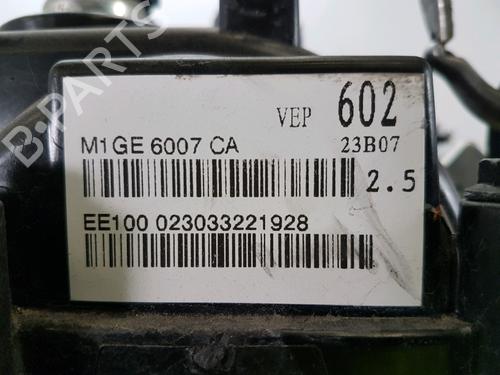 B-PARTS
VEP 602
M1GE 6007 CA 23B07
2.5
EE100 023033221928